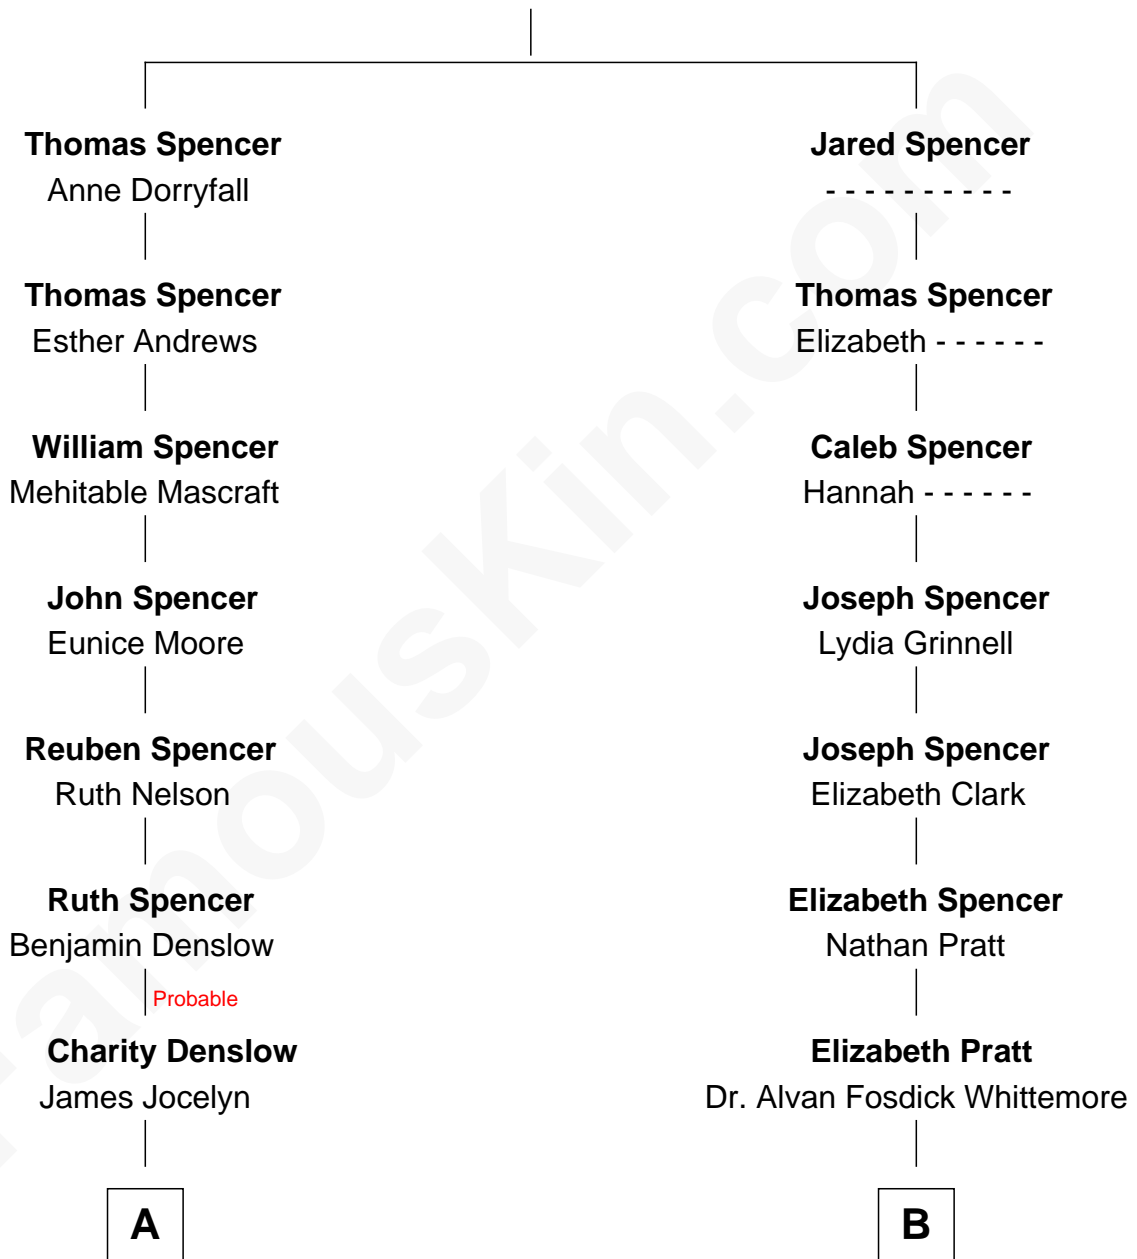 Thomas Spencer
Anne Dorryfall
Thomas Spencer
Esther Andrews
William Spencer
Mehitable Mascraft
John Spencer
Eunice Moore
Reuben Spencer
Ruth Nelson
Ruth Spencer
Benjamin Denslow
Probable
Charity Denslow
James Jocelyn
A
Jared Spencer
- - - - - - - - - -
Thomas Spencer
Elizabeth - - - - - -
Caleb Spencer
Hannah - - - - - -
Joseph Spencer
Lydia Grinnell
Joseph Spencer
Elizabeth Clark
Elizabeth Spencer
Nathan Pratt
Elizabeth Pratt
Dr. Alvan Fosdick Whittemore
B
FamousKin.com